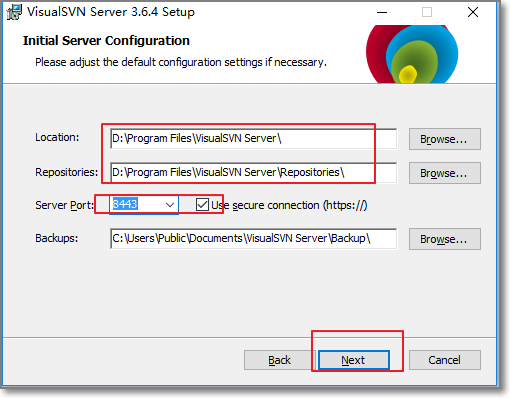 VisualSVN Server 3.6.4 Setup
Initial Server Configuration
Please adjust the default configuration settings if necessary.
Location: D:\Program Files\VisualSVN Server\ Browse...
Repositories: D:\Program Files\VisualSVN Server\Repositories\ Browse...
Server Port: 8443 Use secure connection (https://)
Backups: C:\Users\Public\Documents\VisualSVN Server\Backup\ Browse...
Back Next Cancel